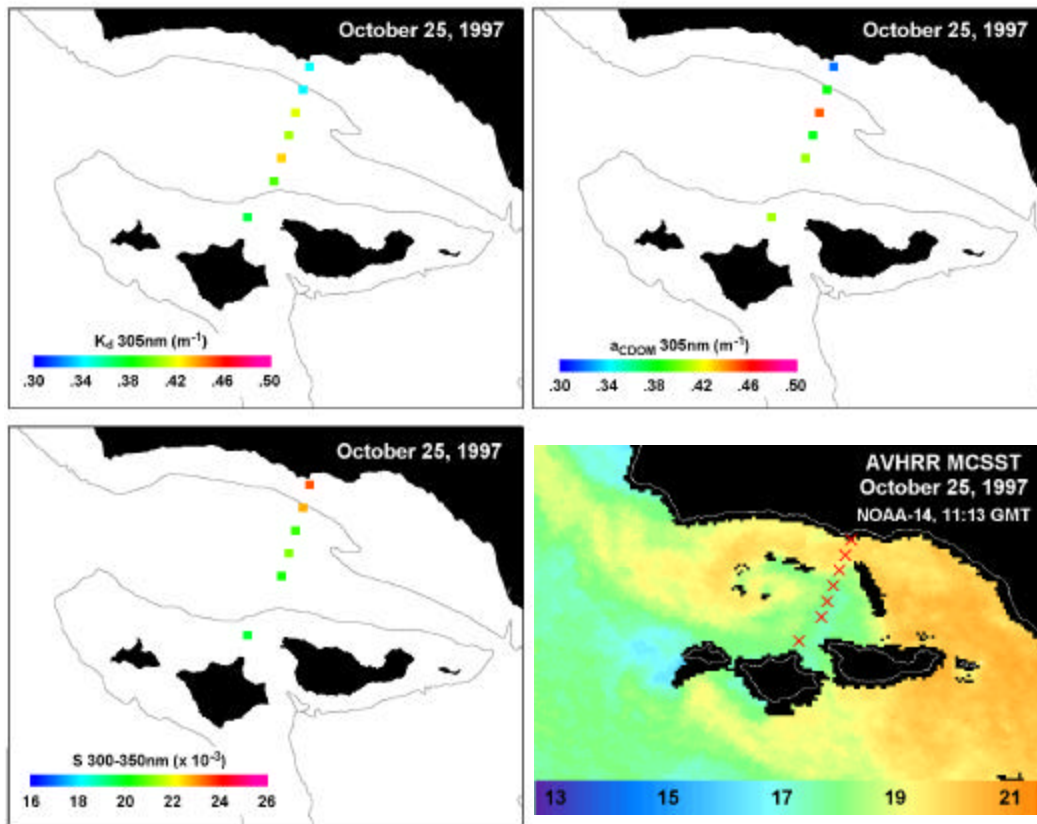 October 25, 1997
K_d 305nm (m⁻¹)
.30 .34 .38 .42 .46 .50
October 25, 1997
a_CDOM 305nm (m⁻¹)
.30 .34 .38 .42 .46 .50
October 25, 1997
S 300-350nm (x 10⁻³)
16 18 20 22 24 26
AVHRR MCSST
October 25, 1997
NOAA-14, 11:13 GMT
13 15 17 19 21